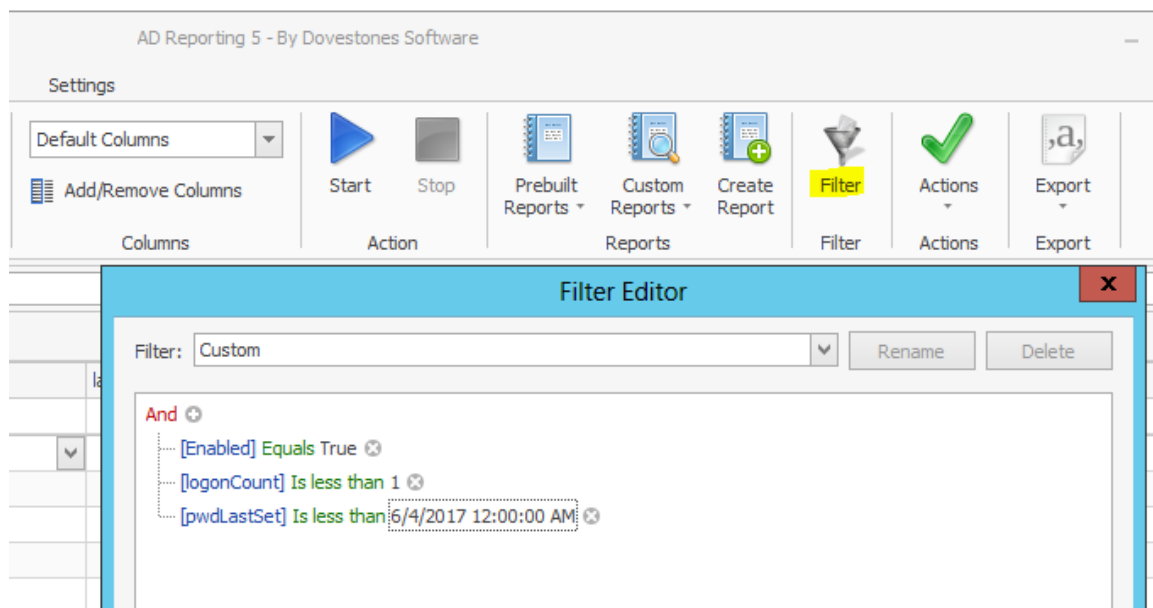 AD Reporting 5 - By Dovestones Software
Settings
Default Columns
Add/Remove Columns
Start
Stop
Prebuilt
Reports
Custom
Reports
Create
Report
Filter
Actions
,a,
Export
Columns
Action
Reports
Filter
Actions
Export
Filter Editor
x
Filter: Custom
Rename
Delete
la
And
[Enabled] Equals True
[logonCount] Is less than 1
[pwdLastSet] Is less than 6/4/2017 12:00:00 AM